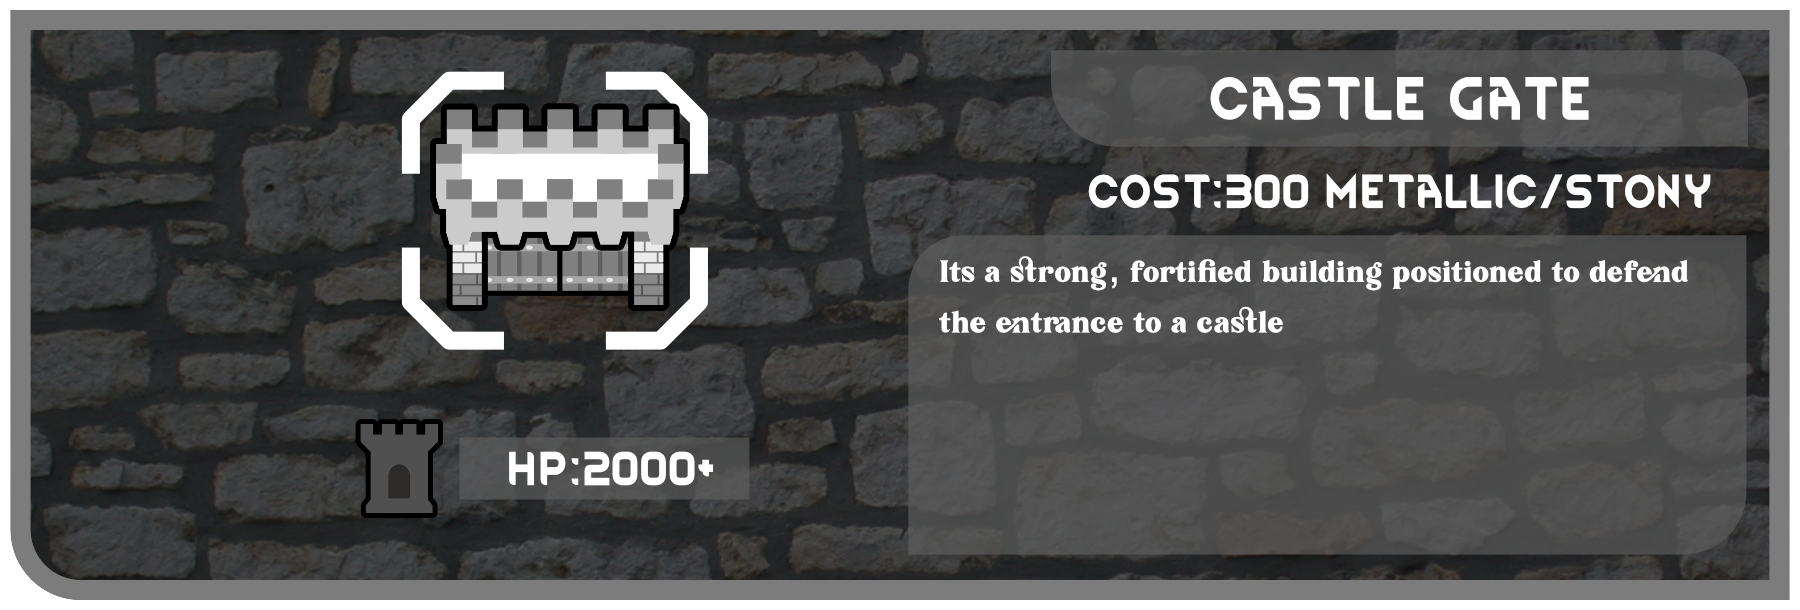 CASTLE GATE
COST:300 METALLIC/STONY
Its a strong, fortified building positioned to defend
the entrance to a castle
HP:2000+